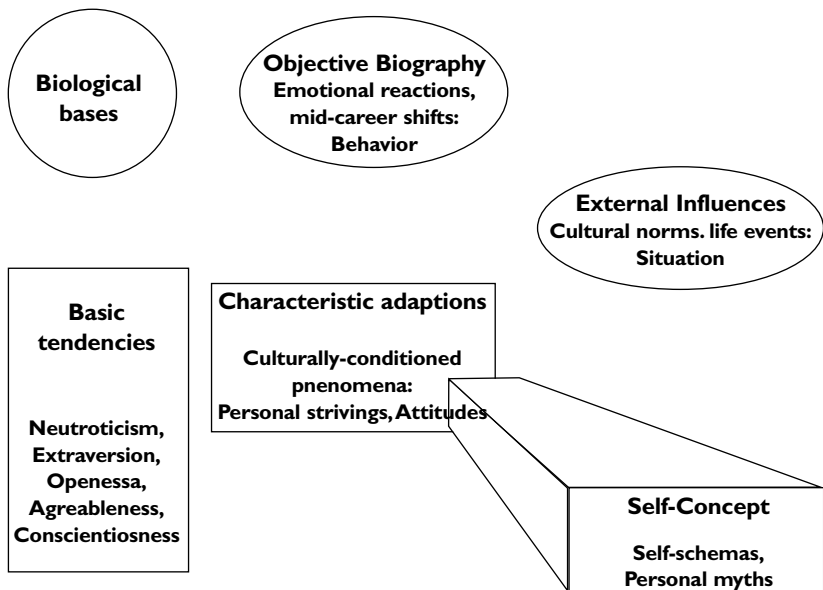 Biological
bases
Objective Biography
Emotional reactions,
mid-career shifts:
Behavior
External Influences
Cultural norms. life events:
Situation
Basic
tendencies
Neutroticism,
Extraversion,
Openessa,
Agreableness,
Conscientiosness
Characteristic adaptions
Culturally-conditioned
pnenomena:
Personal strivings, Attitudes
Self-Concept
Self-schemas,
Personal myths